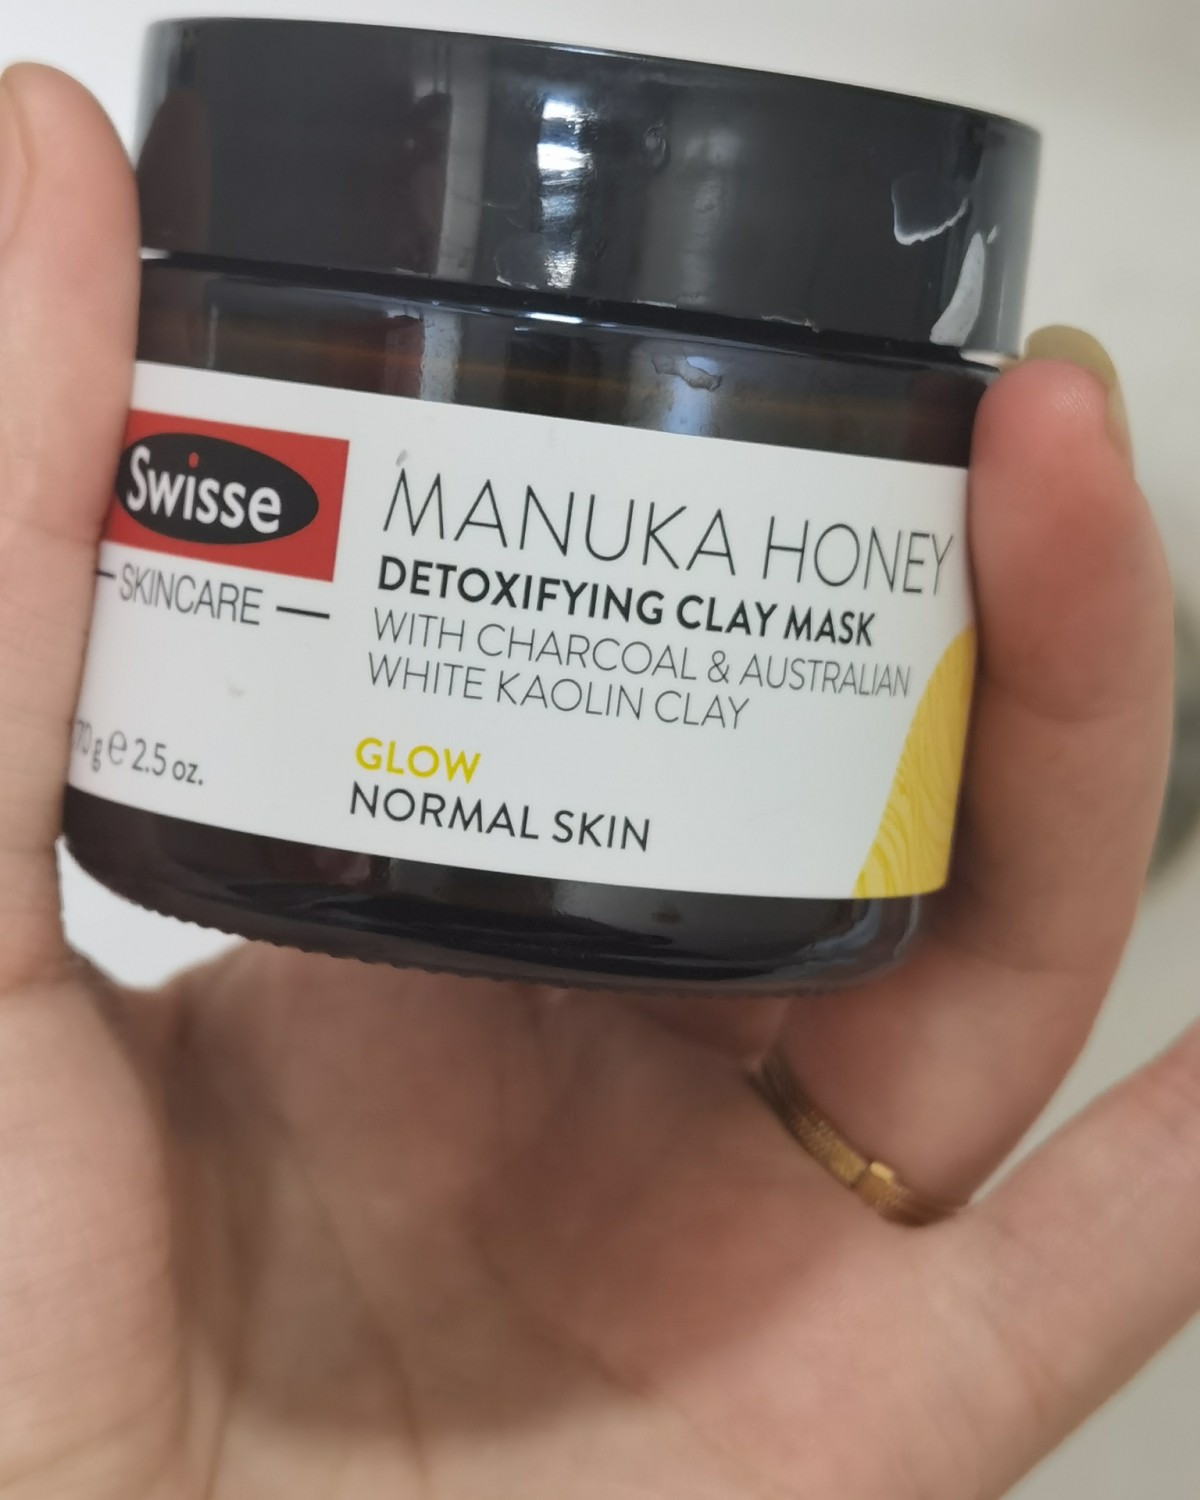 Swisse
SKINCARE
MANUKA HONEY
DETOXIFYING CLAY MASK
WITH CHARCOAL & AUSTRALIAN
WHITE KAOLIN CLAY
GLOW
NORMAL SKIN
70g e 2.5 oz.